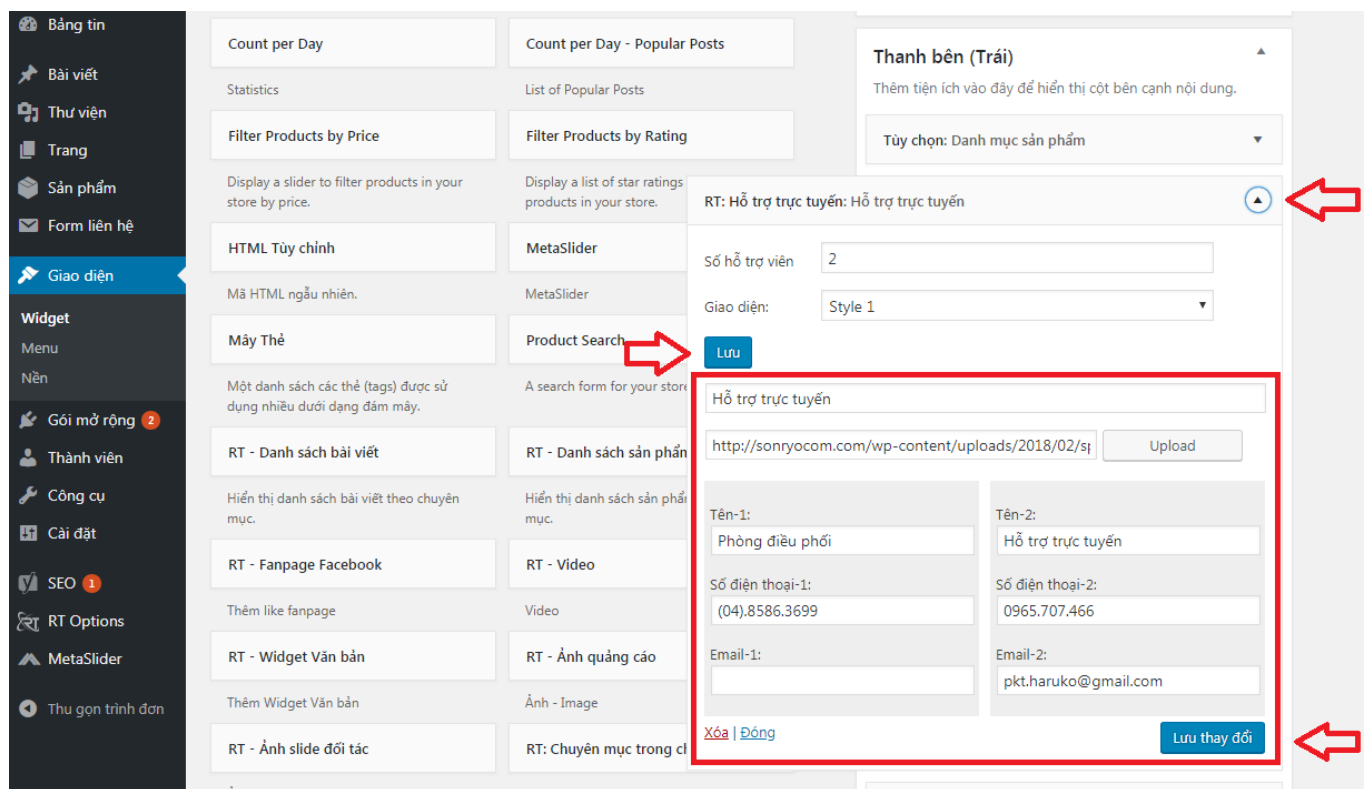 Bảng tin
Bài viết
Thư viện
Trang
Sản phẩm
Form liên hệ
Giao diện
Widget
Menu
Nền
Gói mở rộng 2
Thành viên
Công cụ
Cài đặt
SEO 1
RT Options
MetaSlider
Thu gọn trình đơn
Count per Day
Statistics
Filter Products by Price
Display a slider to filter products in your
store by price.
HTML Tùy chỉnh
Mã HTML ngẫu nhiên.
Mây Thẻ
Một danh sách các thẻ (tags) được sử
dụng nhiều dưới dạng đám mây.
RT - Danh sách bài viết
Hiển thị danh sách bài viết theo chuyên
mục.
RT - Fanpage Facebook
Thêm like fanpage
RT - Widget Văn bản
Thêm Widget Văn bản
RT - Ảnh slide đối tác
Count per Day - Popular Posts
List of Popular Posts
Filter Products by Rating
Display a list of star ratings
products in your store.
MetaSlider
MetaSlider
Product Search
A search form for your store
RT - Danh sách sản phẩm
Hiển thị danh sách sản phẩ
mục.
RT - Video
Video
RT - Ảnh quảng cáo
Ảnh - Image
RT: Chuyên mục trong
Thanh bên (Trái)
Thêm tiện ích vào đây để hiển thị cột bên cạnh nội dung.
Tùy chọn: Danh mục sản phẩm
RT: Hỗ trợ trực tuyến: Hỗ trợ trực tuyến
Số hỗ trợ viên 2
Giao diện: Style 1
Lưu
Hỗ trợ trực tuyến
http://sonryocom.com/wp-content/uploads/2018/02/sp Upload
Tên-1:
Phòng điều phối
Số điện thoại-1:
(04).8586.3699
Email-1:
Tên-2:
Hỗ trợ trực tuyến
Số điện thoại-2:
0965.707.466
Email-2:
pkt.haruko@gmail.com
Xóa | Đóng
Lưu thay đổi